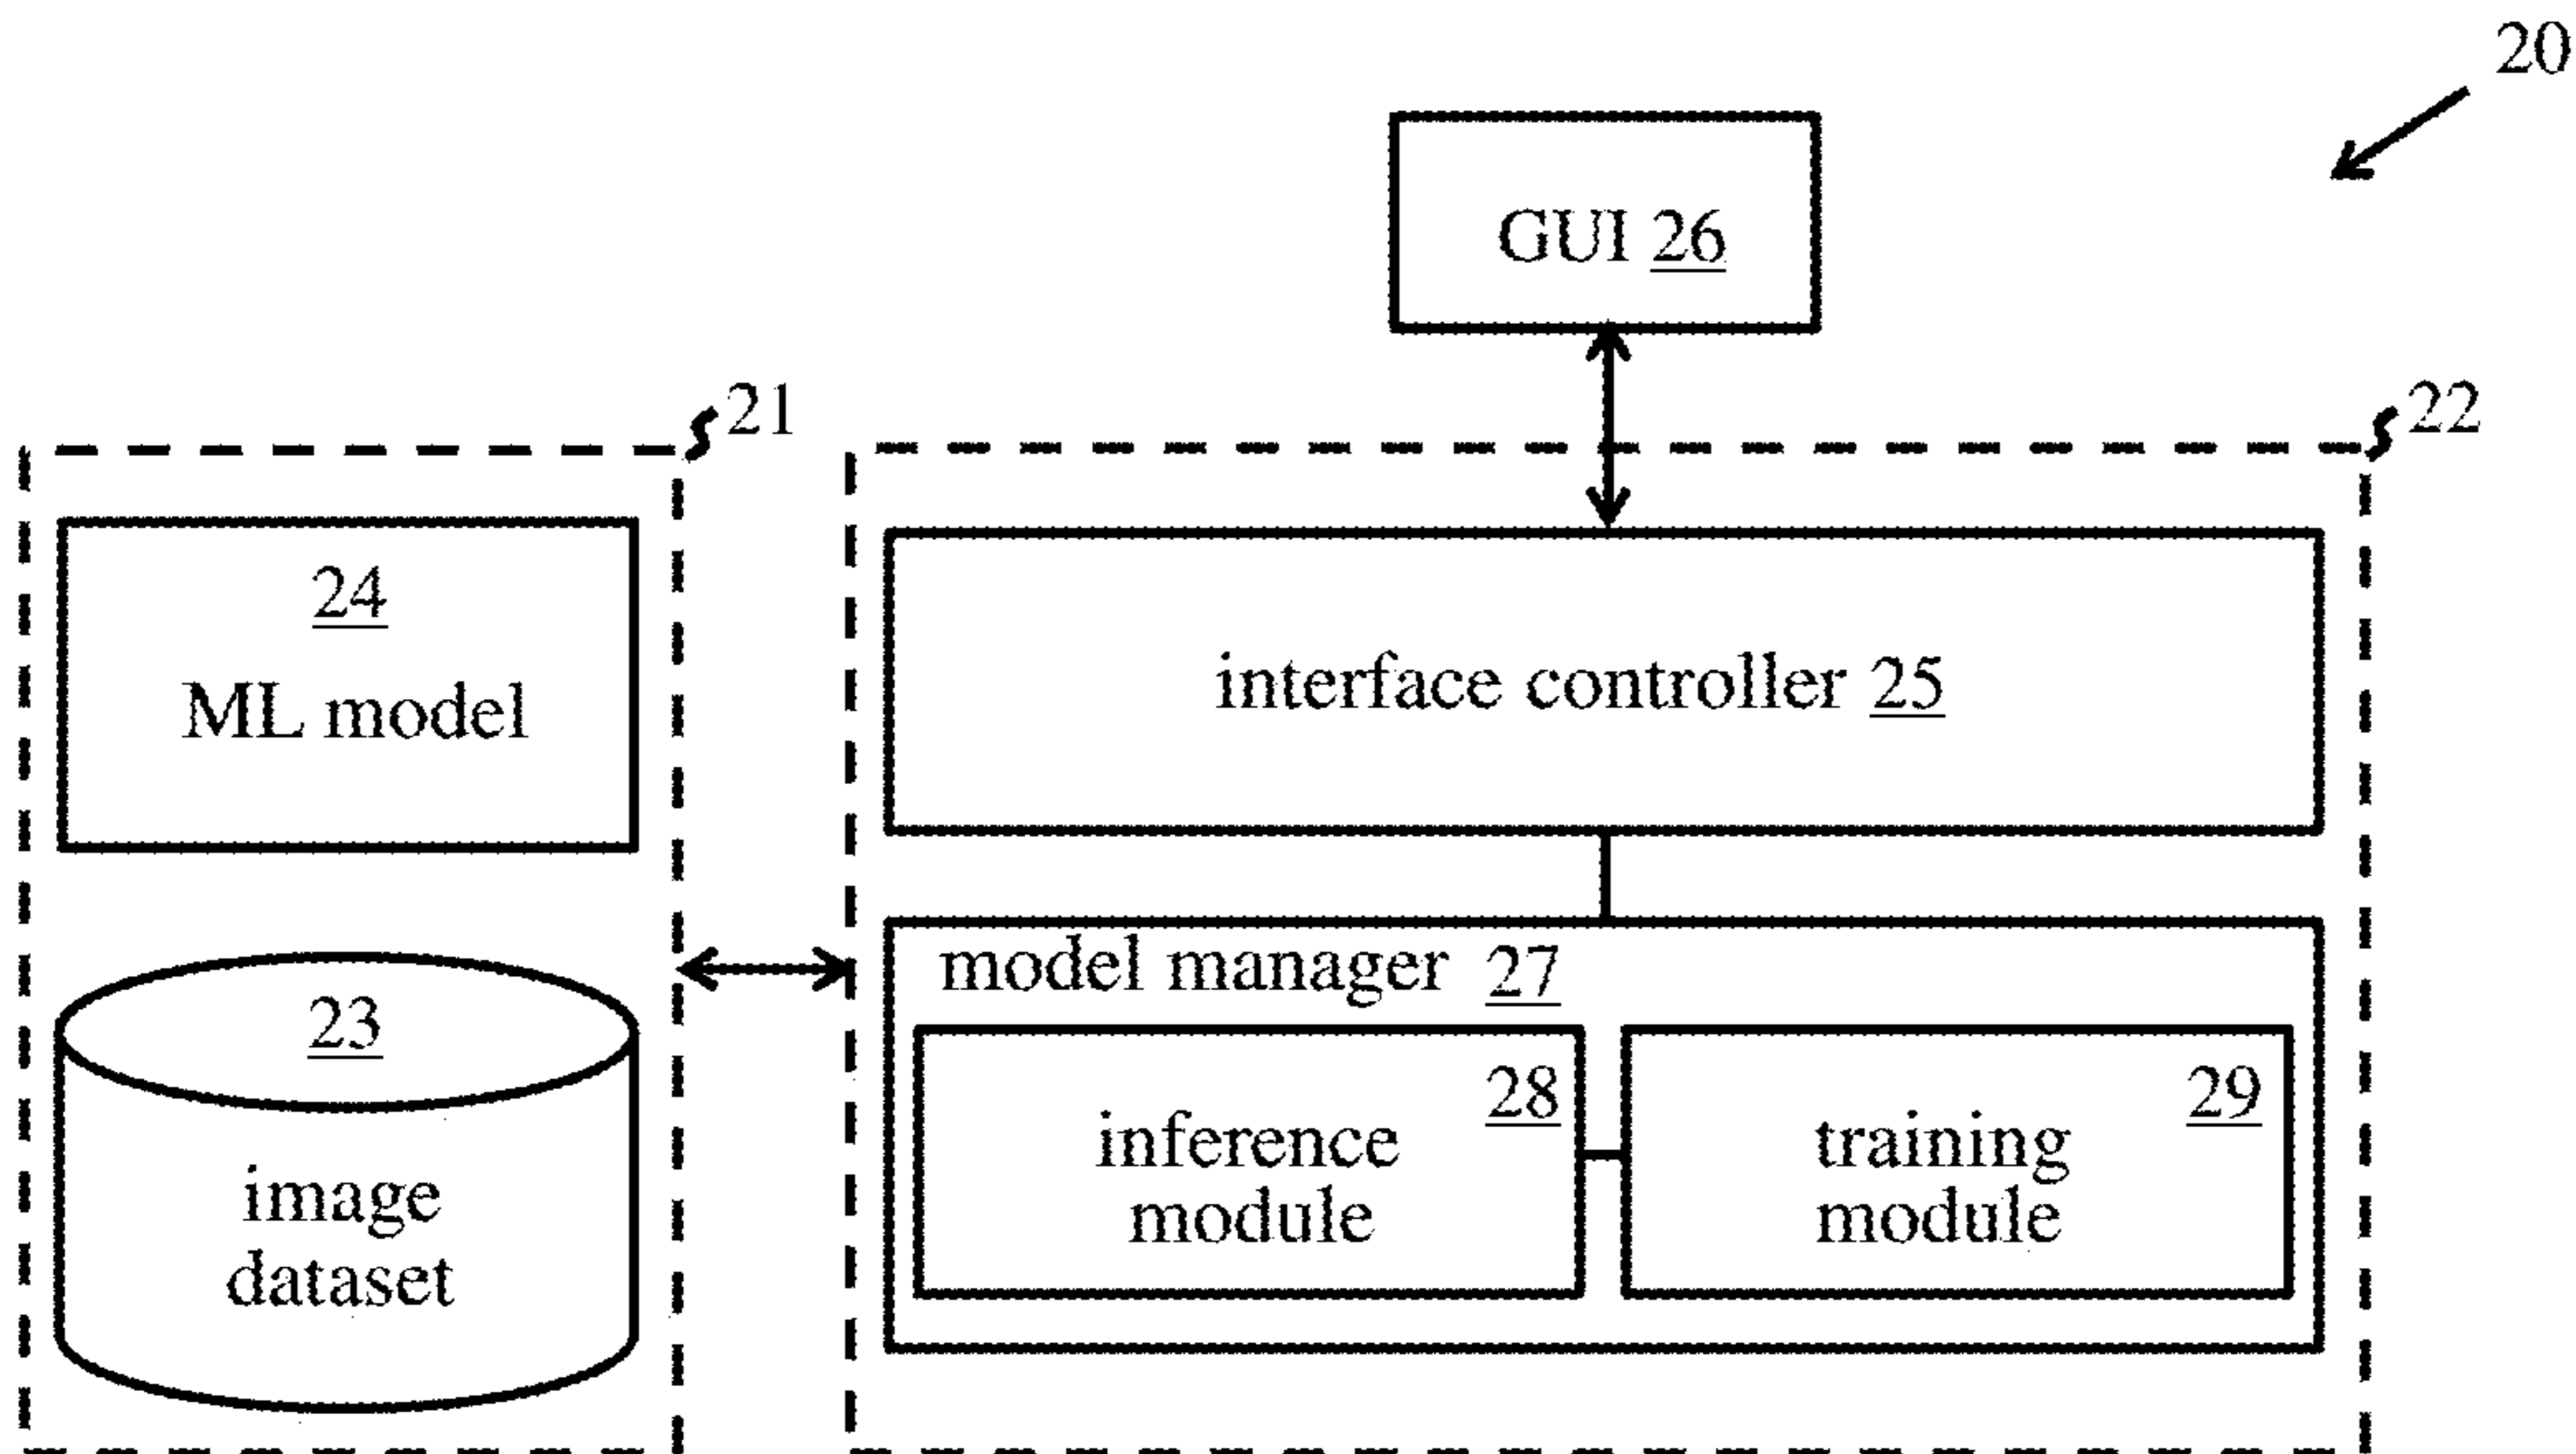 20
GUI 26
21
22
24
ML model
interface controller 25
23
image
dataset
model manager 27
28
inference
module
29
training
module